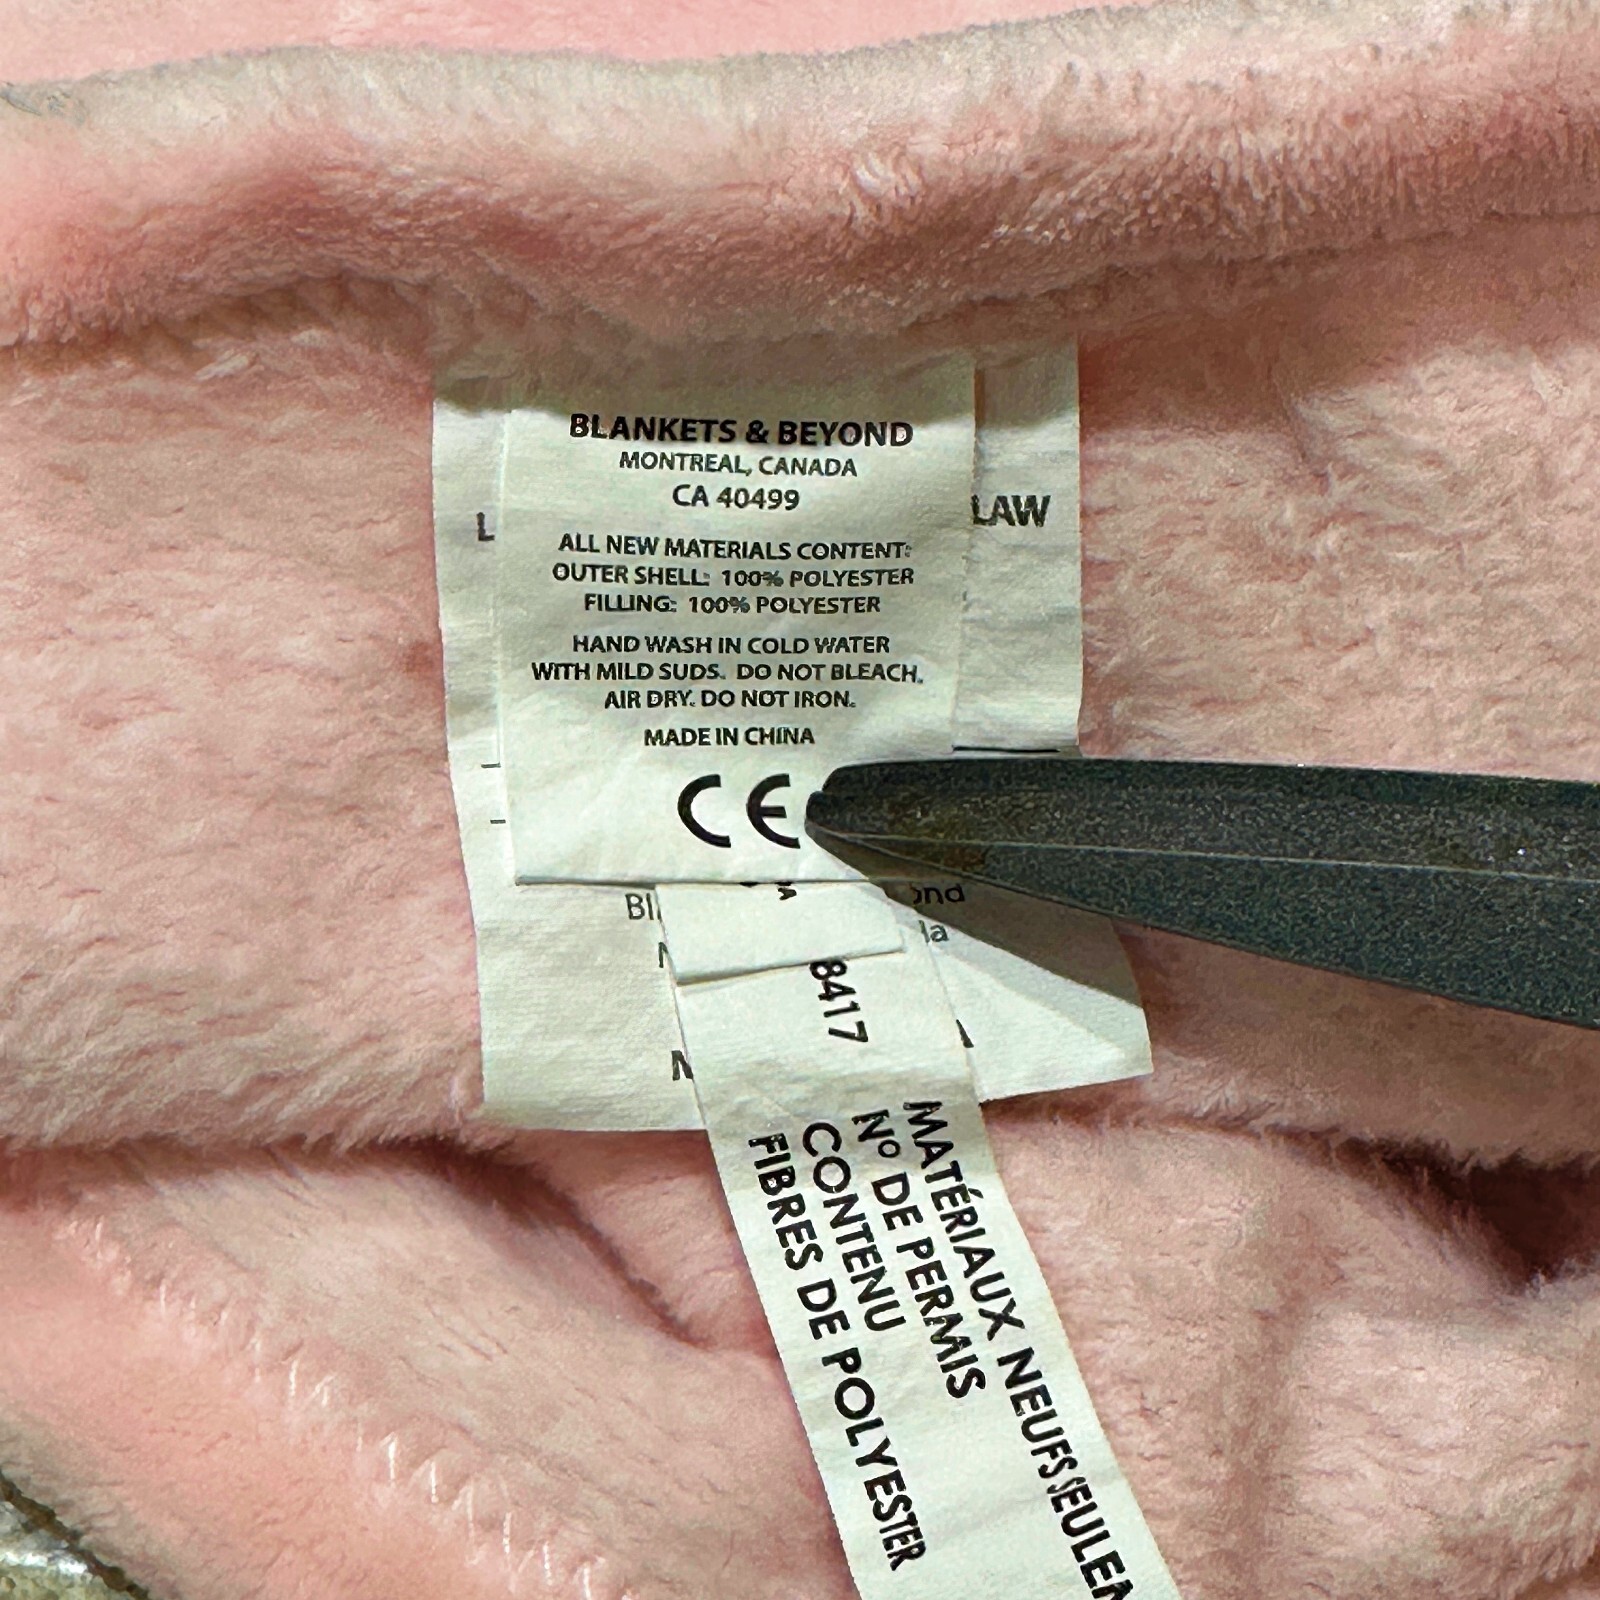 BLANKETS & BEYOND
MONTREAL, CANADA
CA 40499
ALL NEW MATERIALS CONTENT:
OUTER SHELL: 100% POLYESTER
FILLING: 100% POLYESTER
HAND WASH IN COLD WATER
WITH MILD SUDS. DO NOT BLEACH.
AIR DRY. DO NOT IRON.
MADE IN CHINA
CE
LAW
8417
MATÉRIAUX NEUFS
Nº DE PERMIS
CONTENU
FIBRES DE POLYESTER